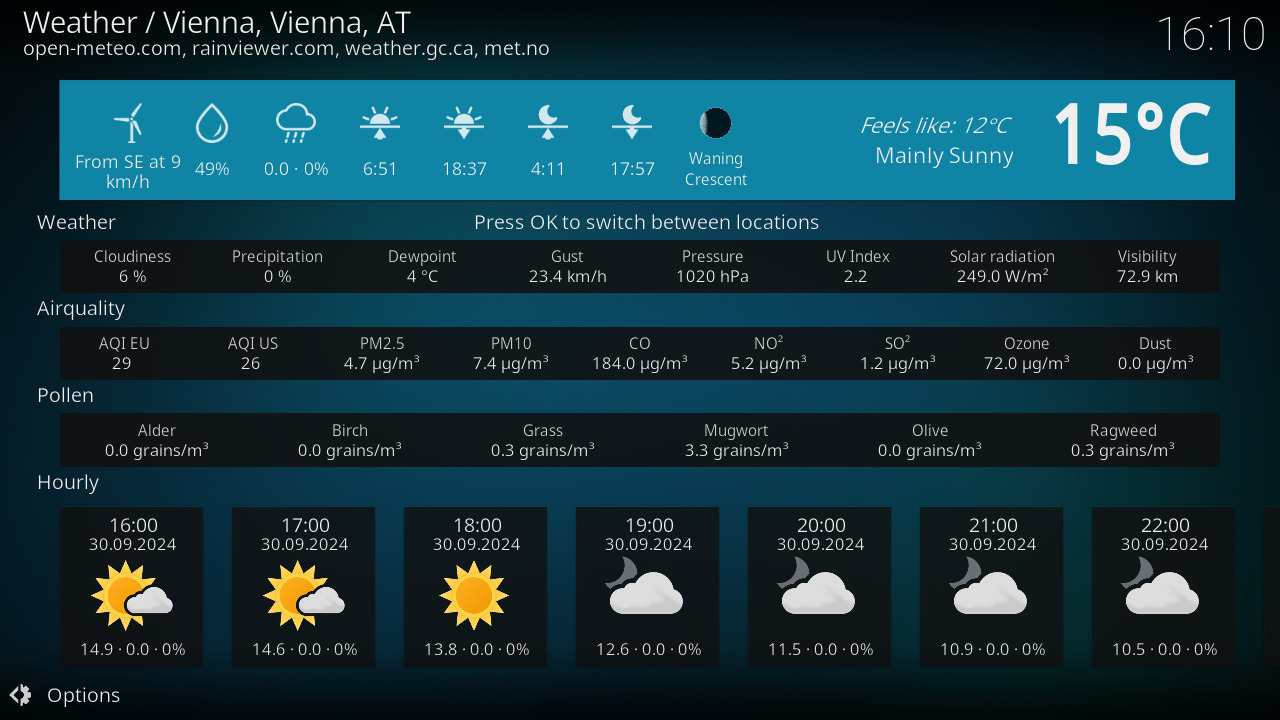 Weather / Vienna, Vienna, AT
16:10
open-meteo.com, rainviewer.com, weather.gc.ca, met.no
Feels like: 12°C
Mainly Sunny
15°C
From SE at 9
km/h
49%
0.0 · 0%
6:51
18:37
4:11
17:57
Waning
Crescent
Weather
Press OK to switch between locations
Cloudiness Precipitation Dewpoint Gust Pressure UV Index Solar radiation Visibility
6 % 0 % 4 °C 23.4 km/h 1020 hPa 2.2 249.0 W/m² 72.9 km
Airquality
AQI EU AQI US PM2.5 PM10 CO NO² SO² Ozone Dust
29 26 4.7 µg/m³ 7.4 µg/m³ 184.0 µg/m³ 5.2 µg/m³ 1.2 µg/m³ 72.0 µg/m³ 0.0 µg/m³
Pollen
Alder Birch Grass Mugwort Olive Ragweed
0.0 grains/m³ 0.0 grains/m³ 0.3 grains/m³ 3.3 grains/m³ 0.0 grains/m³ 0.3 grains/m³
Hourly
16:00 17:00 18:00 19:00 20:00 21:00 22:00
30.09.2024 30.09.2024 30.09.2024 30.09.2024 30.09.2024 30.09.2024 30.09.2024
14.9 · 0.0 · 0% 14.6 · 0.0 · 0% 13.8 · 0.0 · 0% 12.6 · 0.0 · 0% 11.5 · 0.0 · 0% 10.9 · 0.0 · 0% 10.5 · 0.0 · 0%
Options